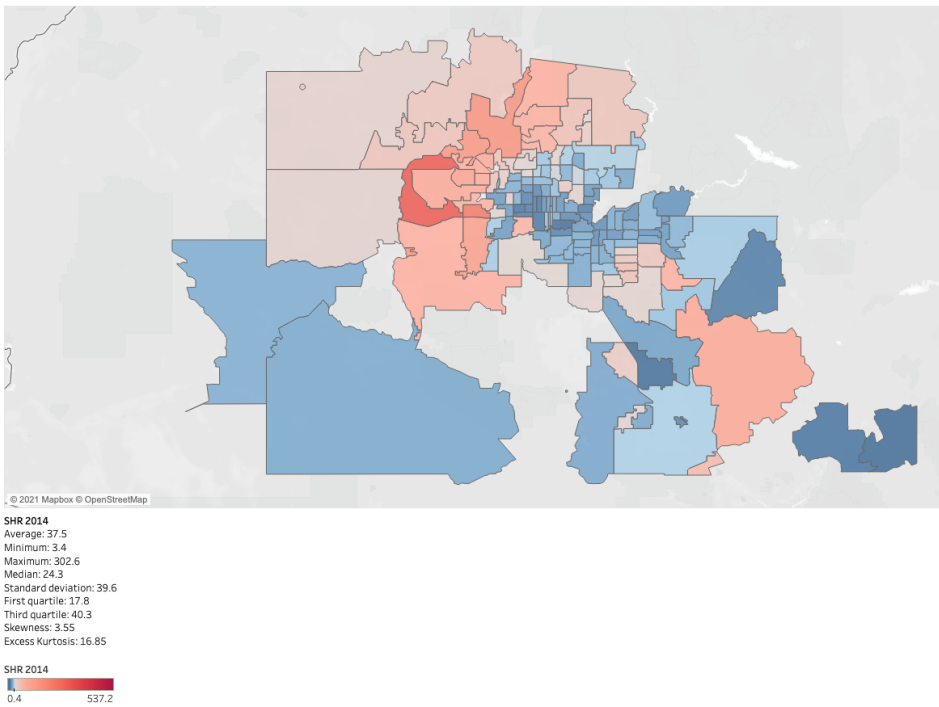 © 2021 Mapbox © OpenStreetMap
SHR 2014
Average: 37.5
Minimum: 3.4
Maximum: 302.6
Median: 24.3
Standard deviation: 39.6
First quartile: 17.8
Third quartile: 40.3
Skewness: 3.55
Excess Kurtosis: 16.85
SHR 2014
0.4 537.2